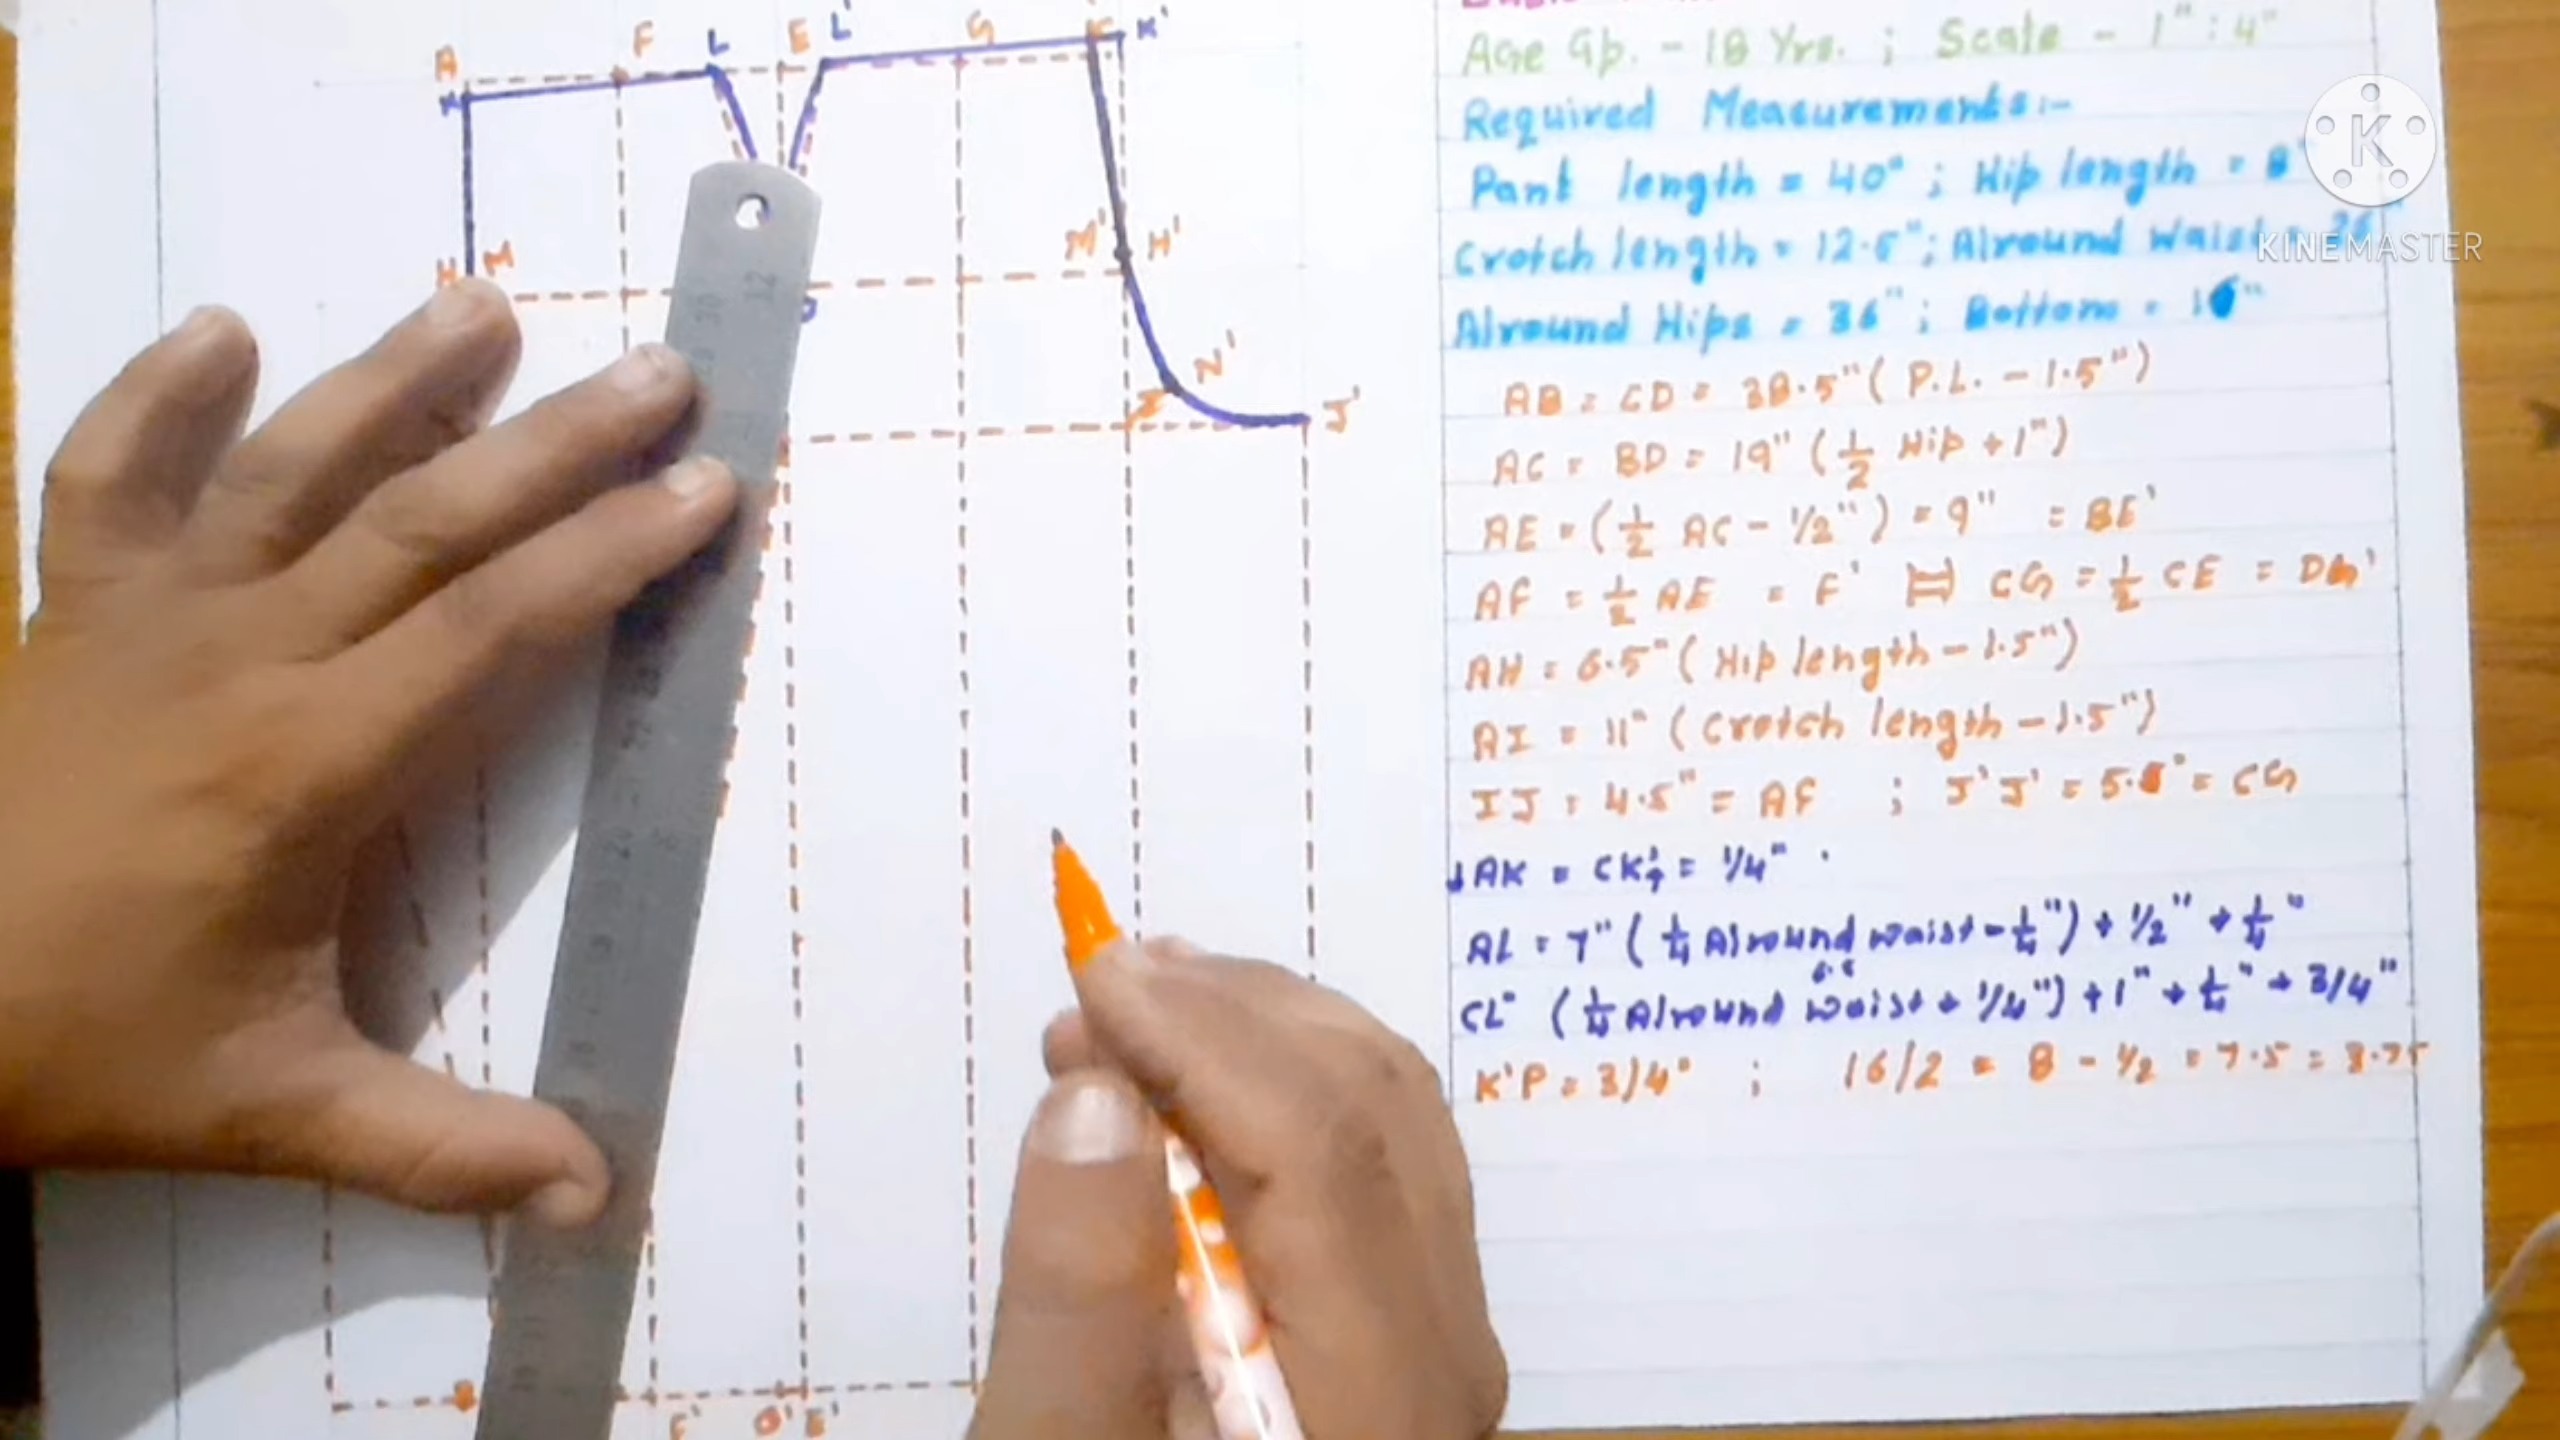 Age Gp. - 18 Yrs. ; Scale - 1" : 4"
Required Measurements:-
Pant length = 40" ; Hip length = 8"
Crotch length = 12.5" ; Alround Waist =
Alround Hips = 36" ; Bottom = 16"
AB = CD = 38.5" ( P.L. - 1.5")
AC = BD = 19" ( 1/2 Hip + 1")
AE = ( 1/2 AC - 1/2" ) = 9" = BE'
AF = 1/2 AE = F' CG = 1/2 CE = DG'
AH = 6.5" ( Hip length - 1.5")
AI = 11" ( Crotch length - 1.5")
IJ = 4.5" = AF ; J'J' = 5. = CG
↓AK = CK'↑ = 1/4" .
AL = 7" ( 1/4 Alround waist - 1/4" ) + 1/2" + 1/4"
CL" ( 1/4 Alround waist + 1/4" ) + 1" + 1/4" + 3/4"
K'P = 3/4" ; 16/2 = 8 - 1/2 = 7.5 = 3.75
A F L E L' G K'
K
H M M' H'
N'
J'
B F' O' E'
K
KINEMASTER
12
10